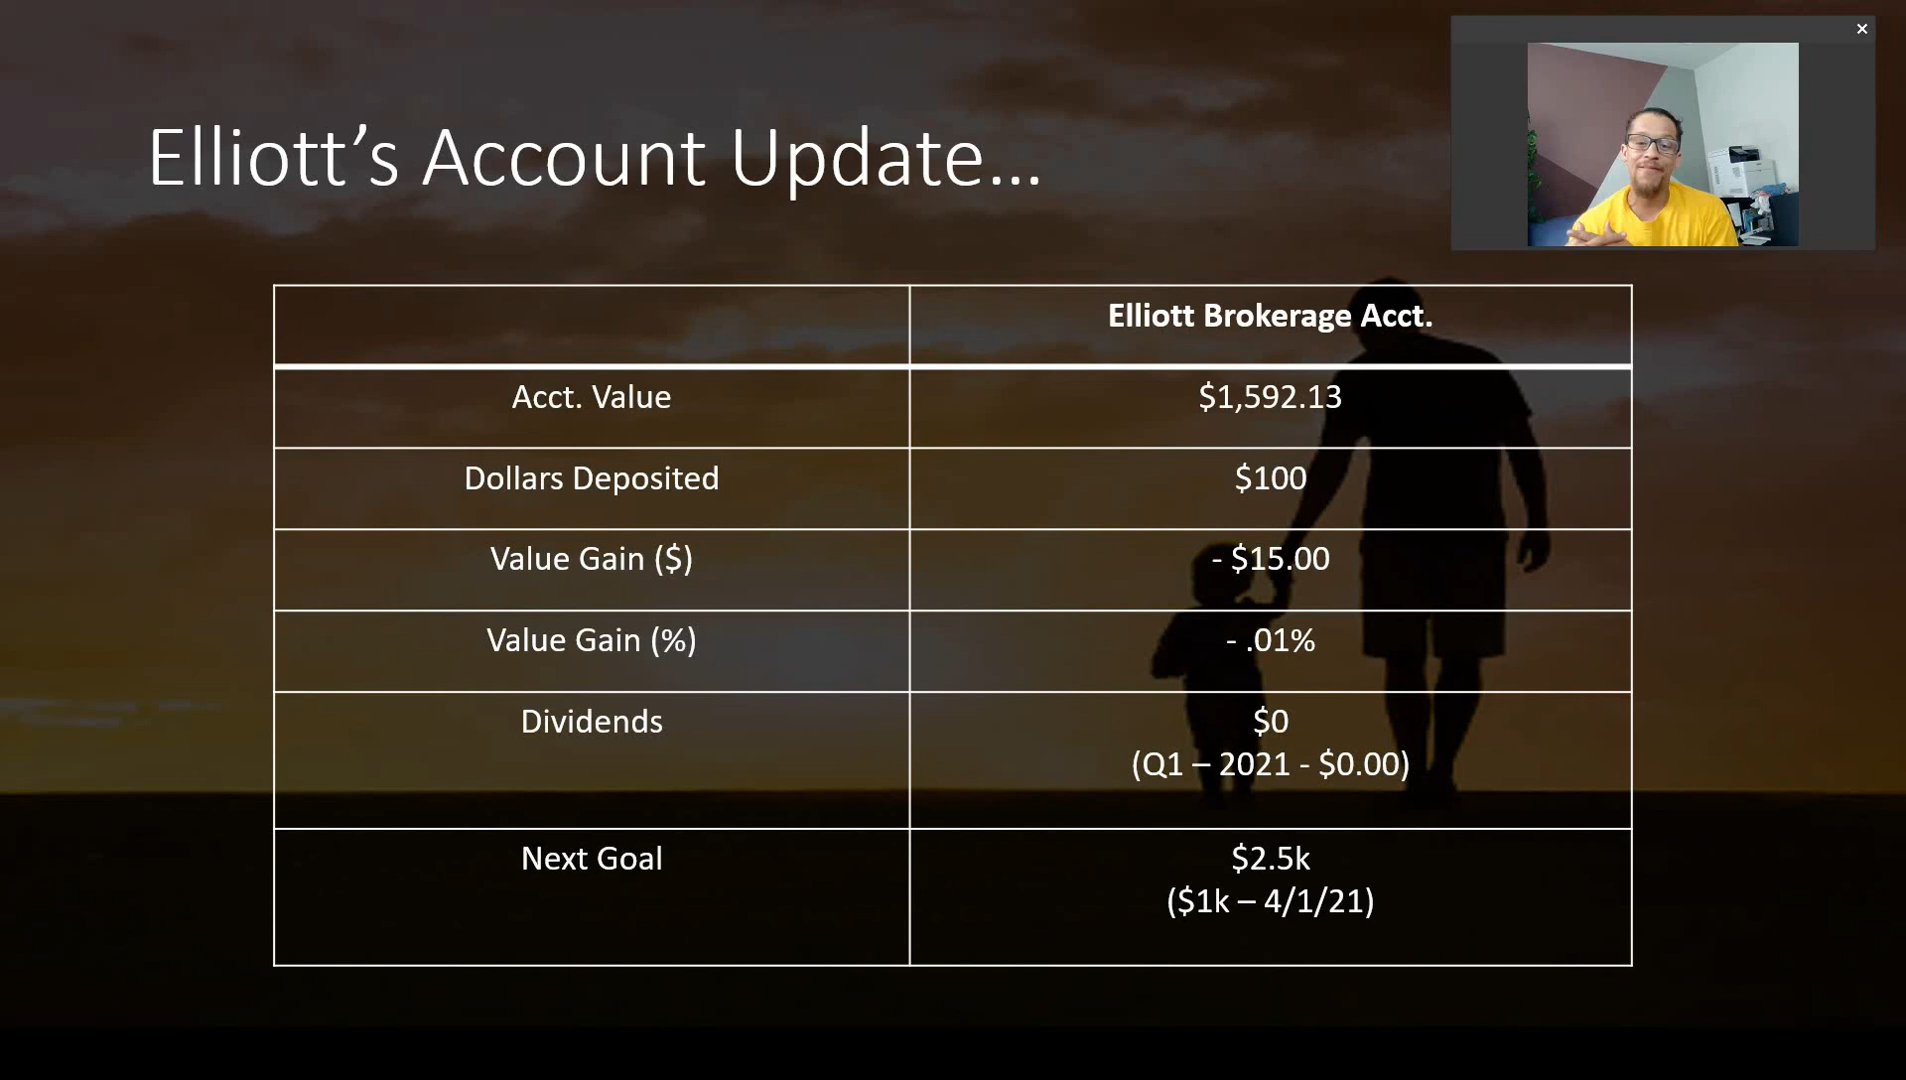 Elliott’s Account Update…
Elliott Brokerage Acct.
Acct. Value
$1,592.13
Dollars Deposited
$100
Value Gain ($)
- $15.00
Value Gain (%)
- .01%
Dividends
$0
(Q1 – 2021 - $0.00)
Next Goal
$2.5k
($1k – 4/1/21)